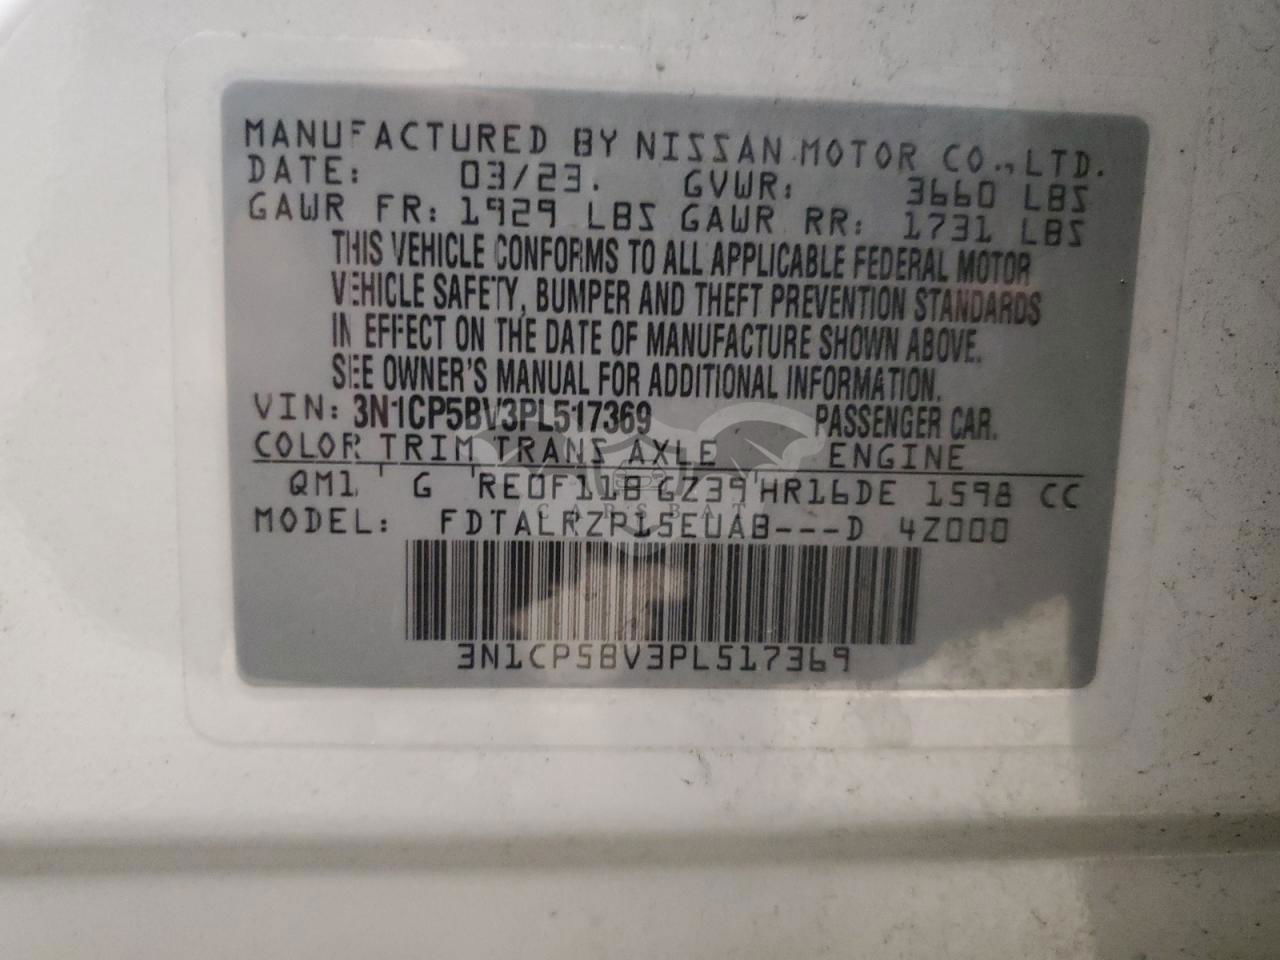 MANUFACTURED BY NISSAN MOTOR CO., LTD.
DATE: 03/23. GVWR: 3660 LBS
GAWR FR: 1929 LBS GAWR RR: 1731 LBS
THIS VEHICLE CONFORMS TO ALL APPLICABLE FEDERAL MOTOR
VEHICLE SAFETY, BUMPER AND THEFT PREVENTION STANDARDS
IN EFFECT ON THE DATE OF MANUFACTURE SHOWN ABOVE.
SEE OWNER'S MANUAL FOR ADDITIONAL INFORMATION.
VIN: 3N1CP5BV3PL517369 PASSENGER CAR.
COLOR TRIM TRANS AXLE ENGINE
QM1 G RE0F11B GZ39 HR16DE 1598 CC
CARSBAT
MODEL: FDTALRZP15EUAB---D 4Z000
3N1CP5BV3PL517369